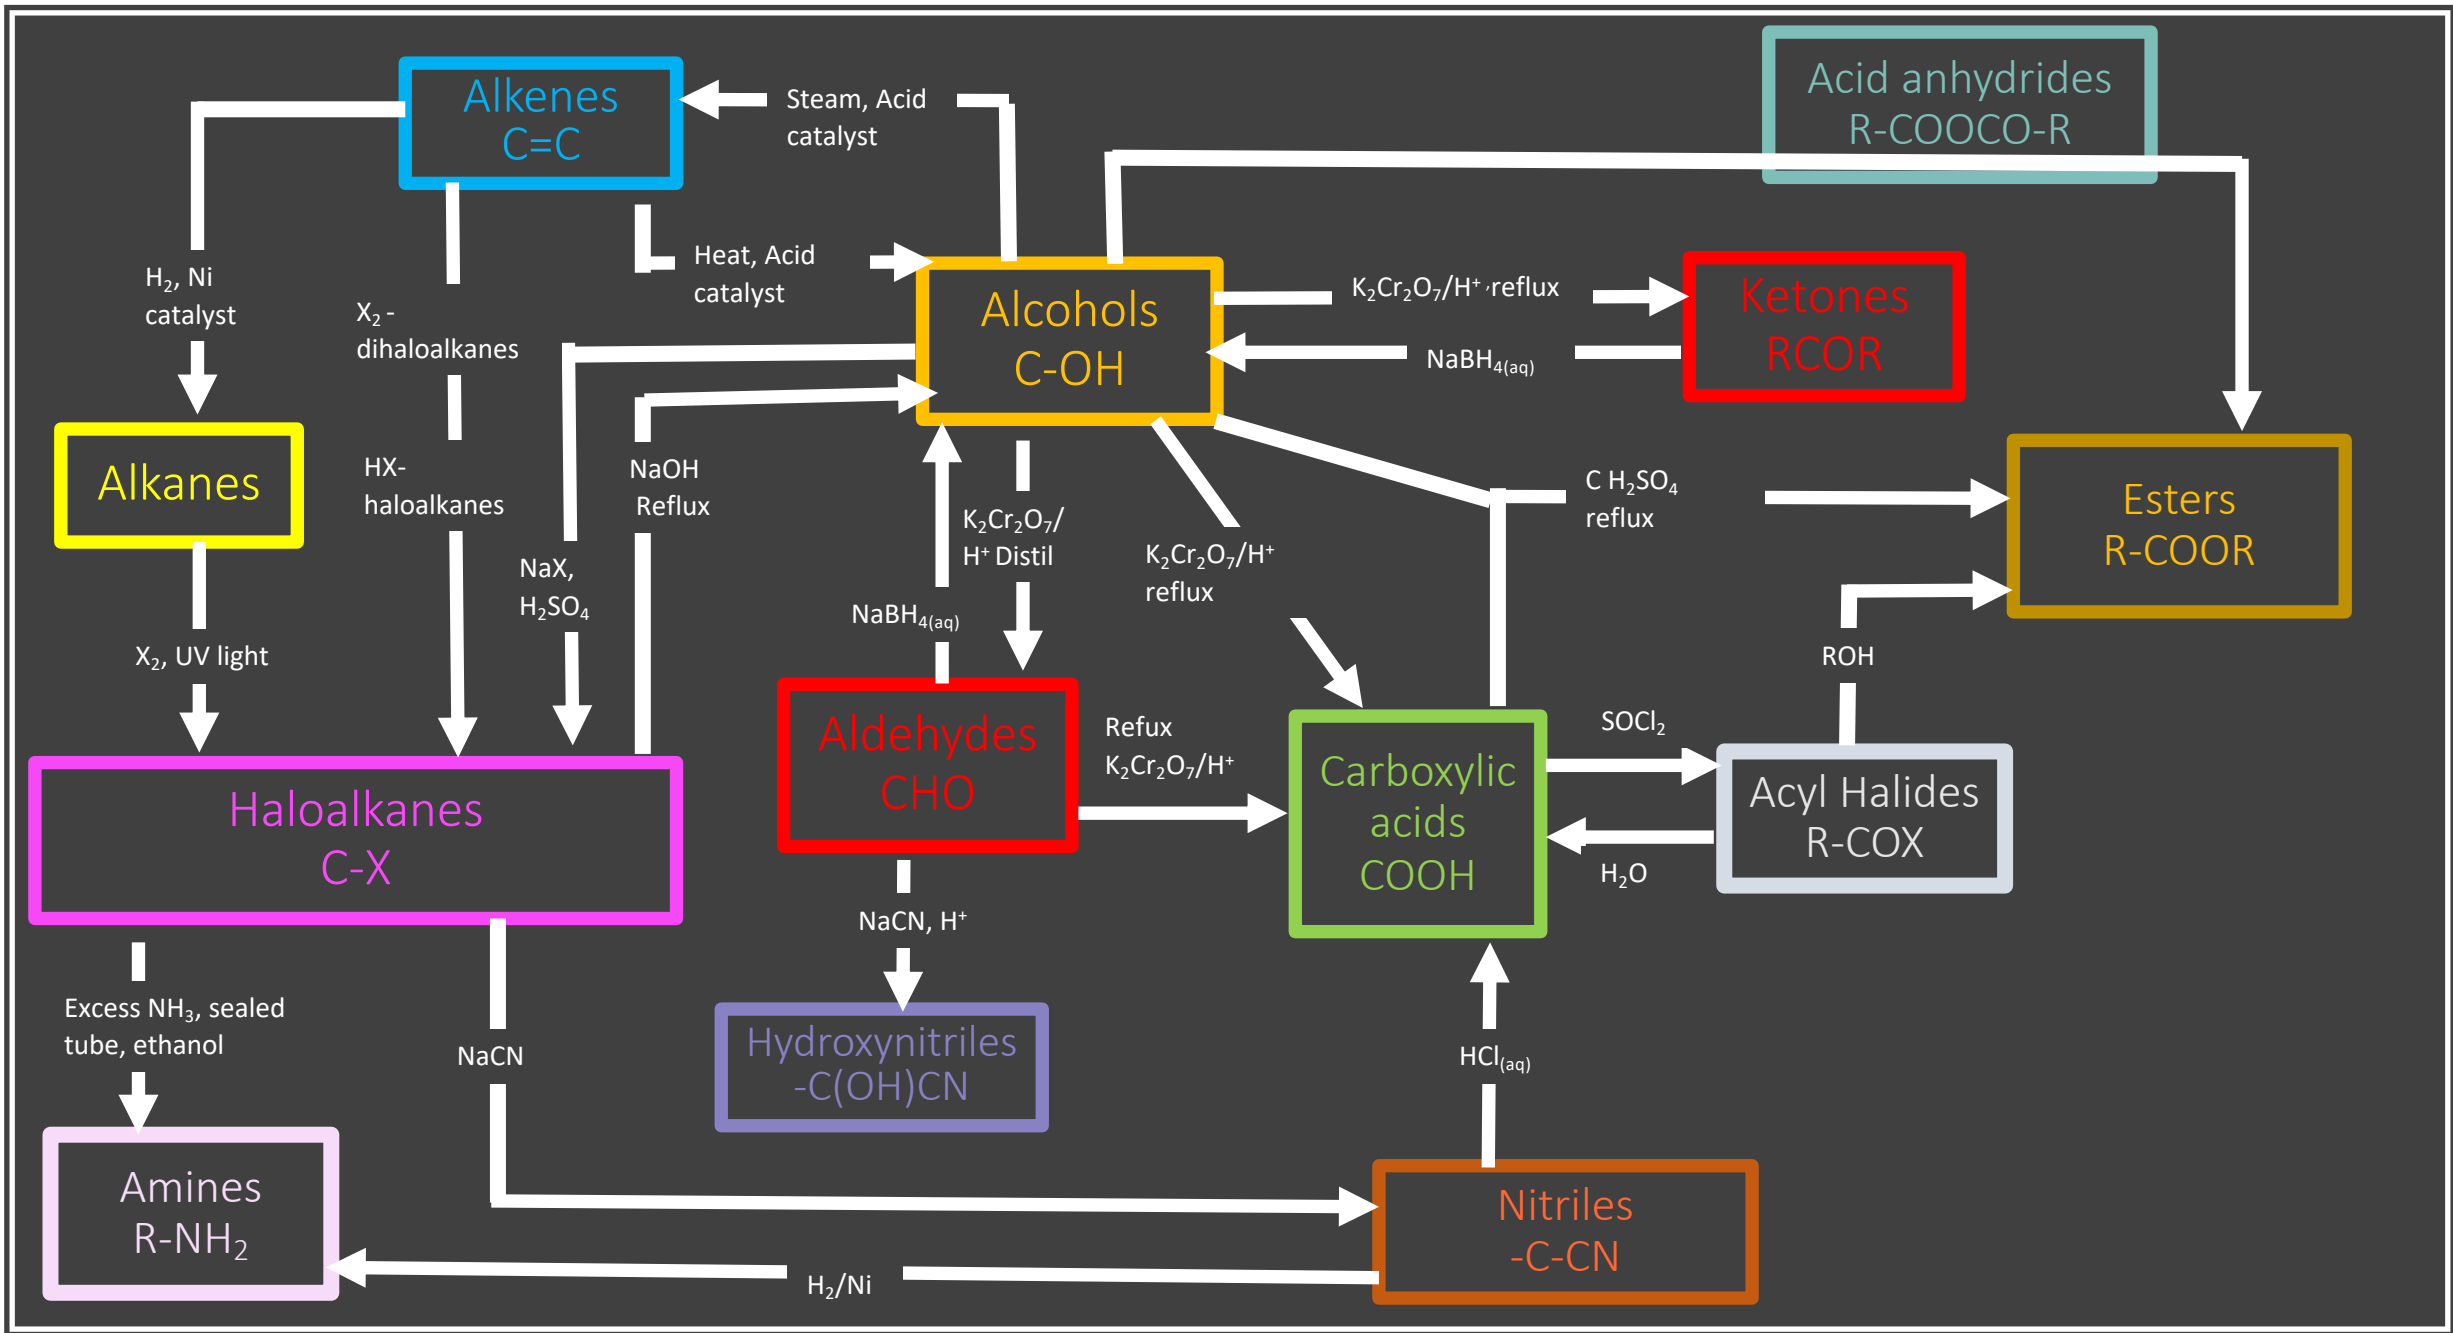 Alkenes
C=C
Steam, Acid
catalyst
Acid anhydrides
R-COOCO-R
H₂, Ni
catalyst
X₂ -
dihaloalkanes
Heat, Acid
catalyst
Alcohols
C-OH
K₂Cr₂O₇/H⁺ ,reflux
NaBH₄₍aq₎
Ketones
RCOR
Alkanes
HX-
haloalkanes
NaOH
Reflux
NaX,
H₂SO₄
K₂Cr₂O₇/
H⁺ Distil
NaBH₄₍aq₎
K₂Cr₂O₇/H⁺
reflux
C H₂SO₄
reflux
Esters
R-COOR
X₂, UV light
ROH
Aldehydes
CHO
Refux
K₂Cr₂O₇/H⁺
Carboxylic
acids
COOH
SOCl₂
H₂O
Acyl Halides
R-COX
Haloalkanes
C-X
NaCN, H⁺
Excess NH₃, sealed
tube, ethanol
NaCN
Hydroxynitriles
-C(OH)CN
HCl₍aq₎
Amines
R-NH₂
H₂/Ni
Nitriles
-C-CN